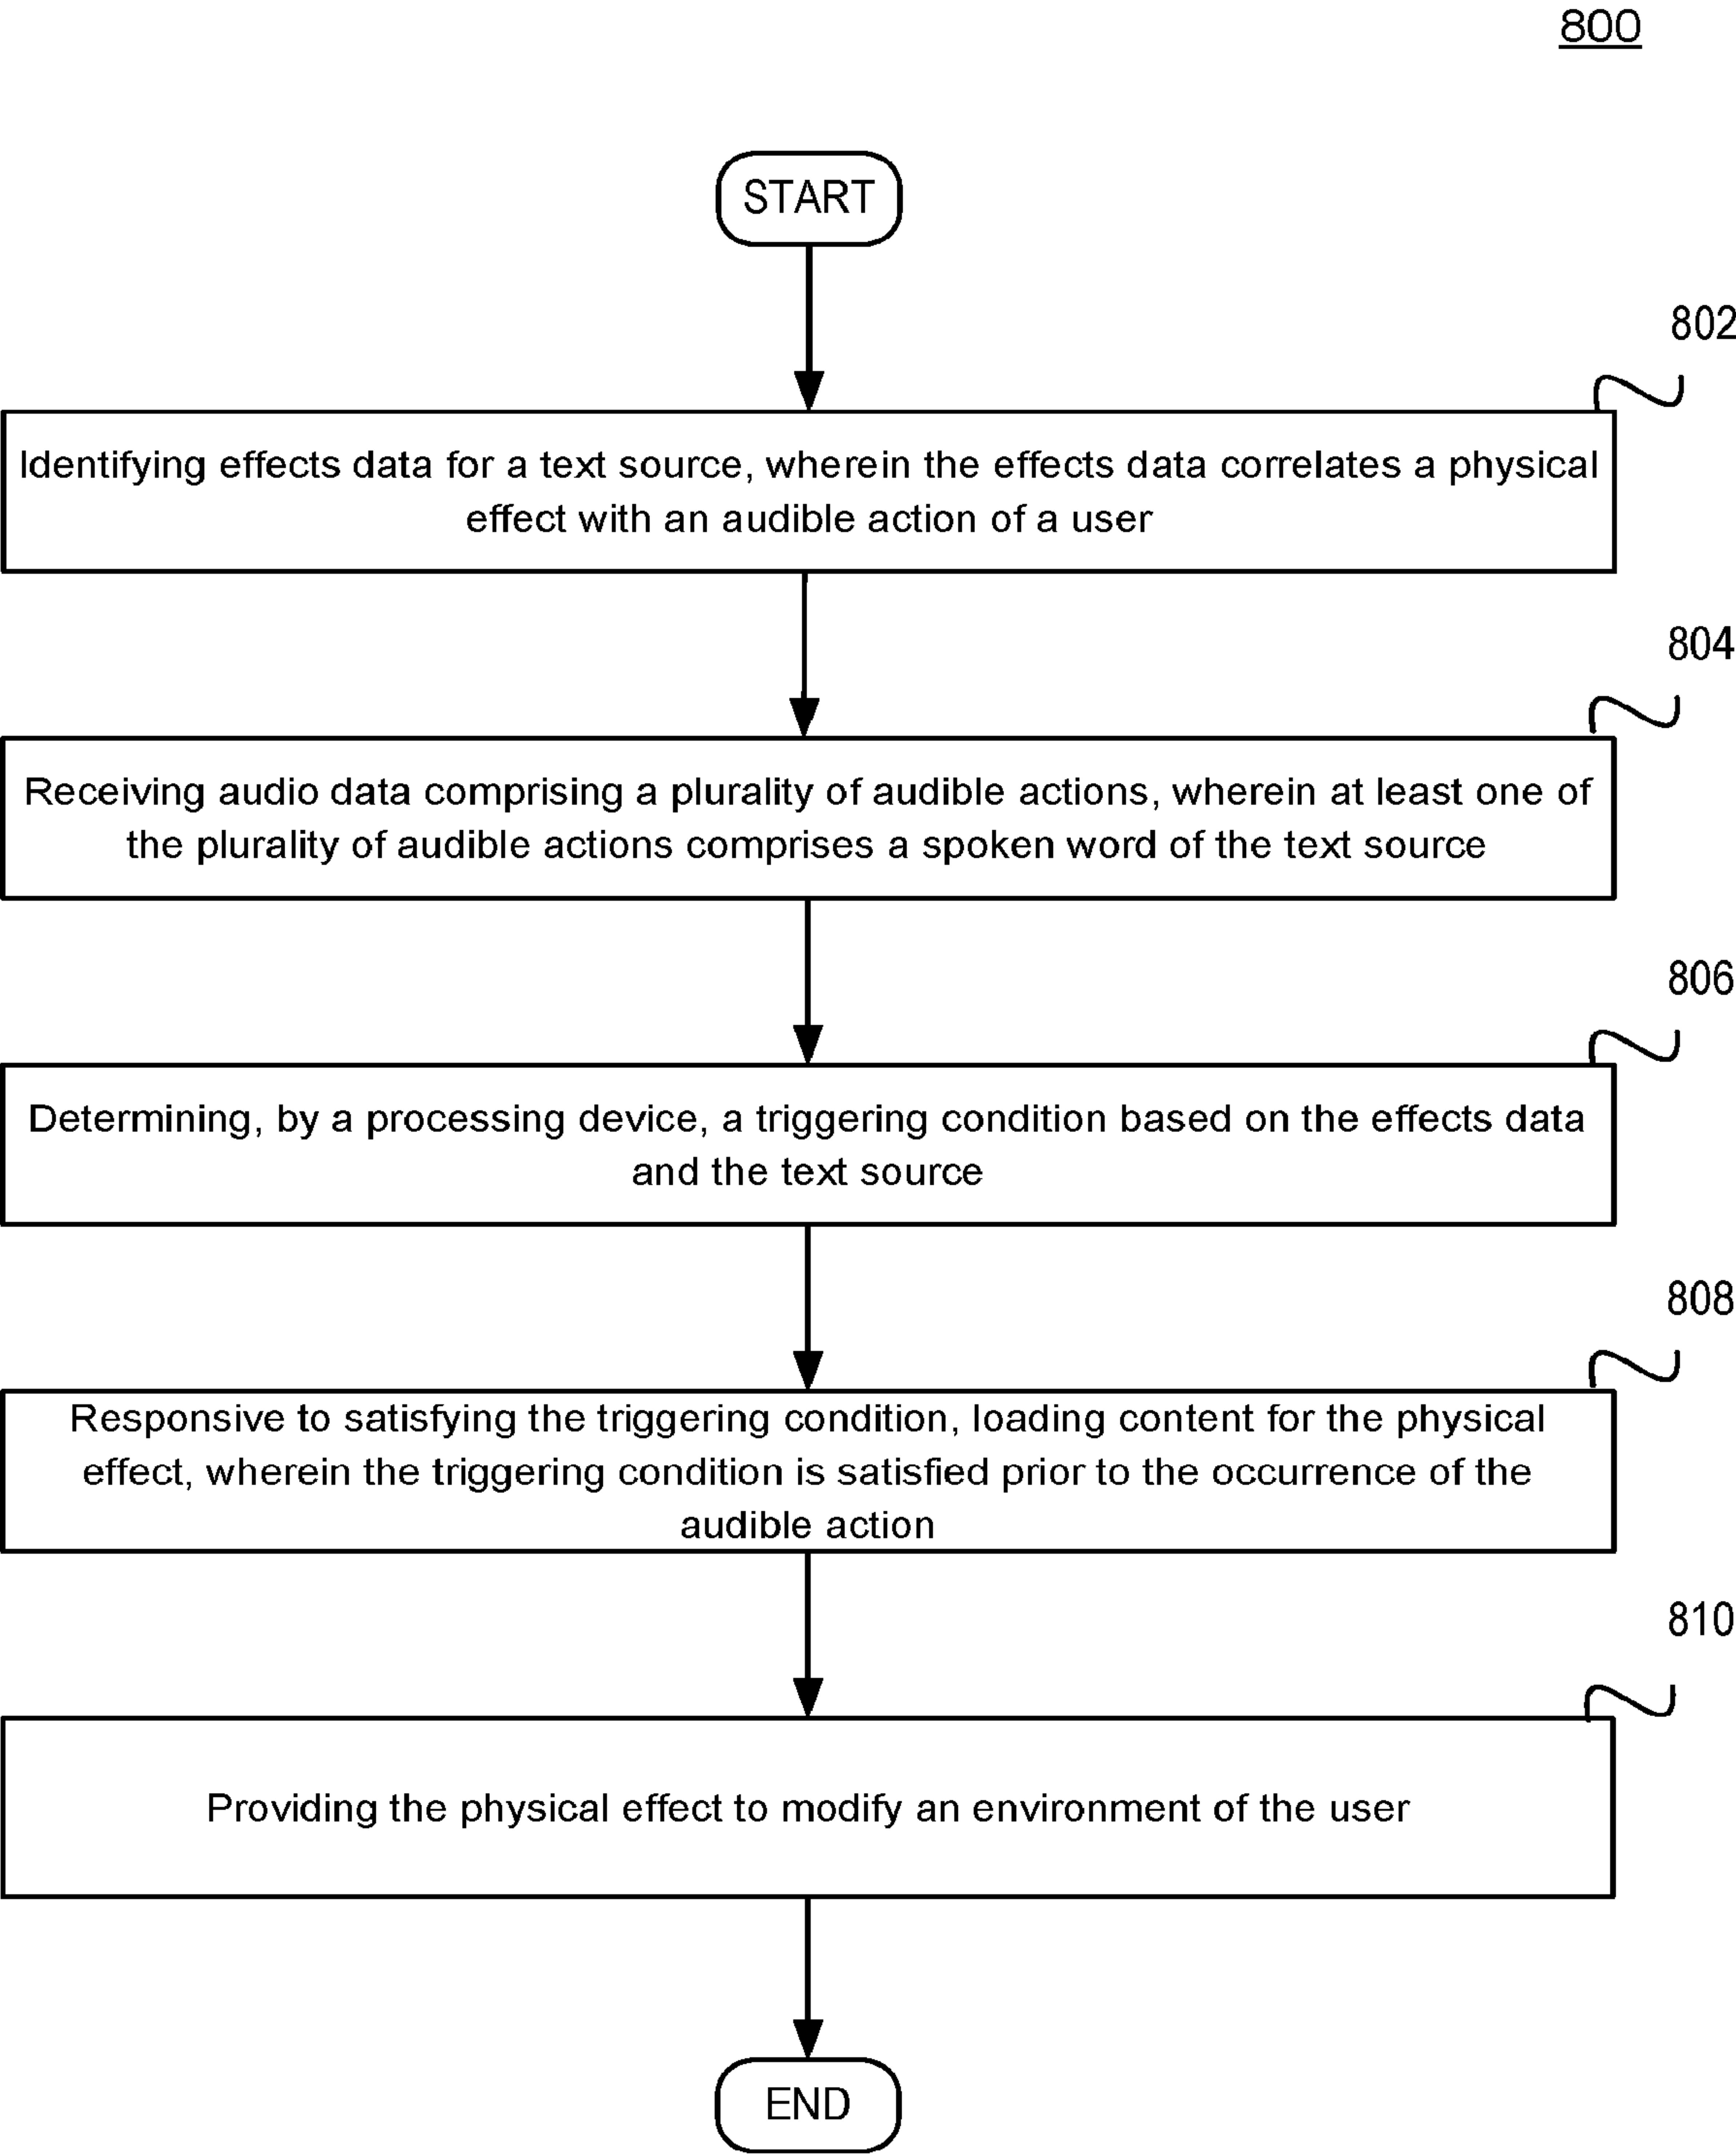 800
START
802
Identifying effects data for a text source, wherein the effects data correlates a physical
effect with an audible action of a user
804
Receiving audio data comprising a plurality of audible actions, wherein at least one of
the plurality of audible actions comprises a spoken word of the text source
806
Determining, by a processing device, a triggering condition based on the effects data
and the text source
808
Responsive to satisfying the triggering condition, loading content for the physical
effect, wherein the triggering condition is satisfied prior to the occurrence of the
audible action
810
Providing the physical effect to modify an environment of the user
END